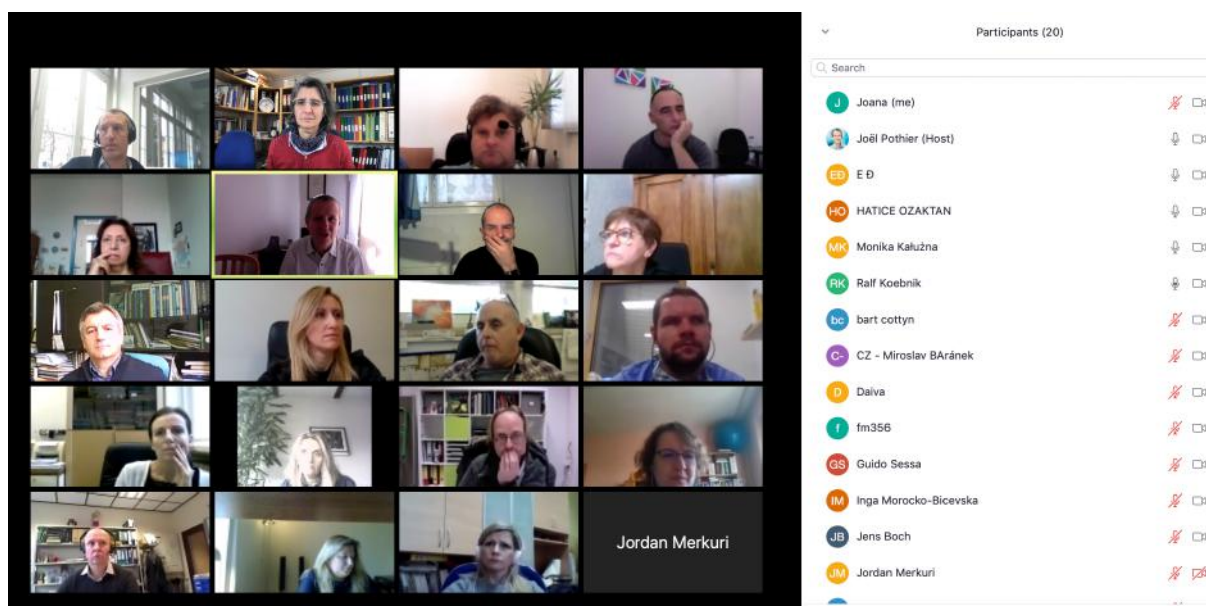 Participants (20)
Search
J Joana (me)
Joël Pothier (Host)
EĐ E Đ
HO HATICE OZAKTAN
MK Monika Kałużna
RK Ralf Koebnik
bc bart cottyn
C- CZ - Miroslav BAránek
D Daiva
f fm356
GS Guido Sessa
IM Inga Morocko-Bicevska
JB Jens Boch
JM Jordan Merkuri
Jordan Merkuri